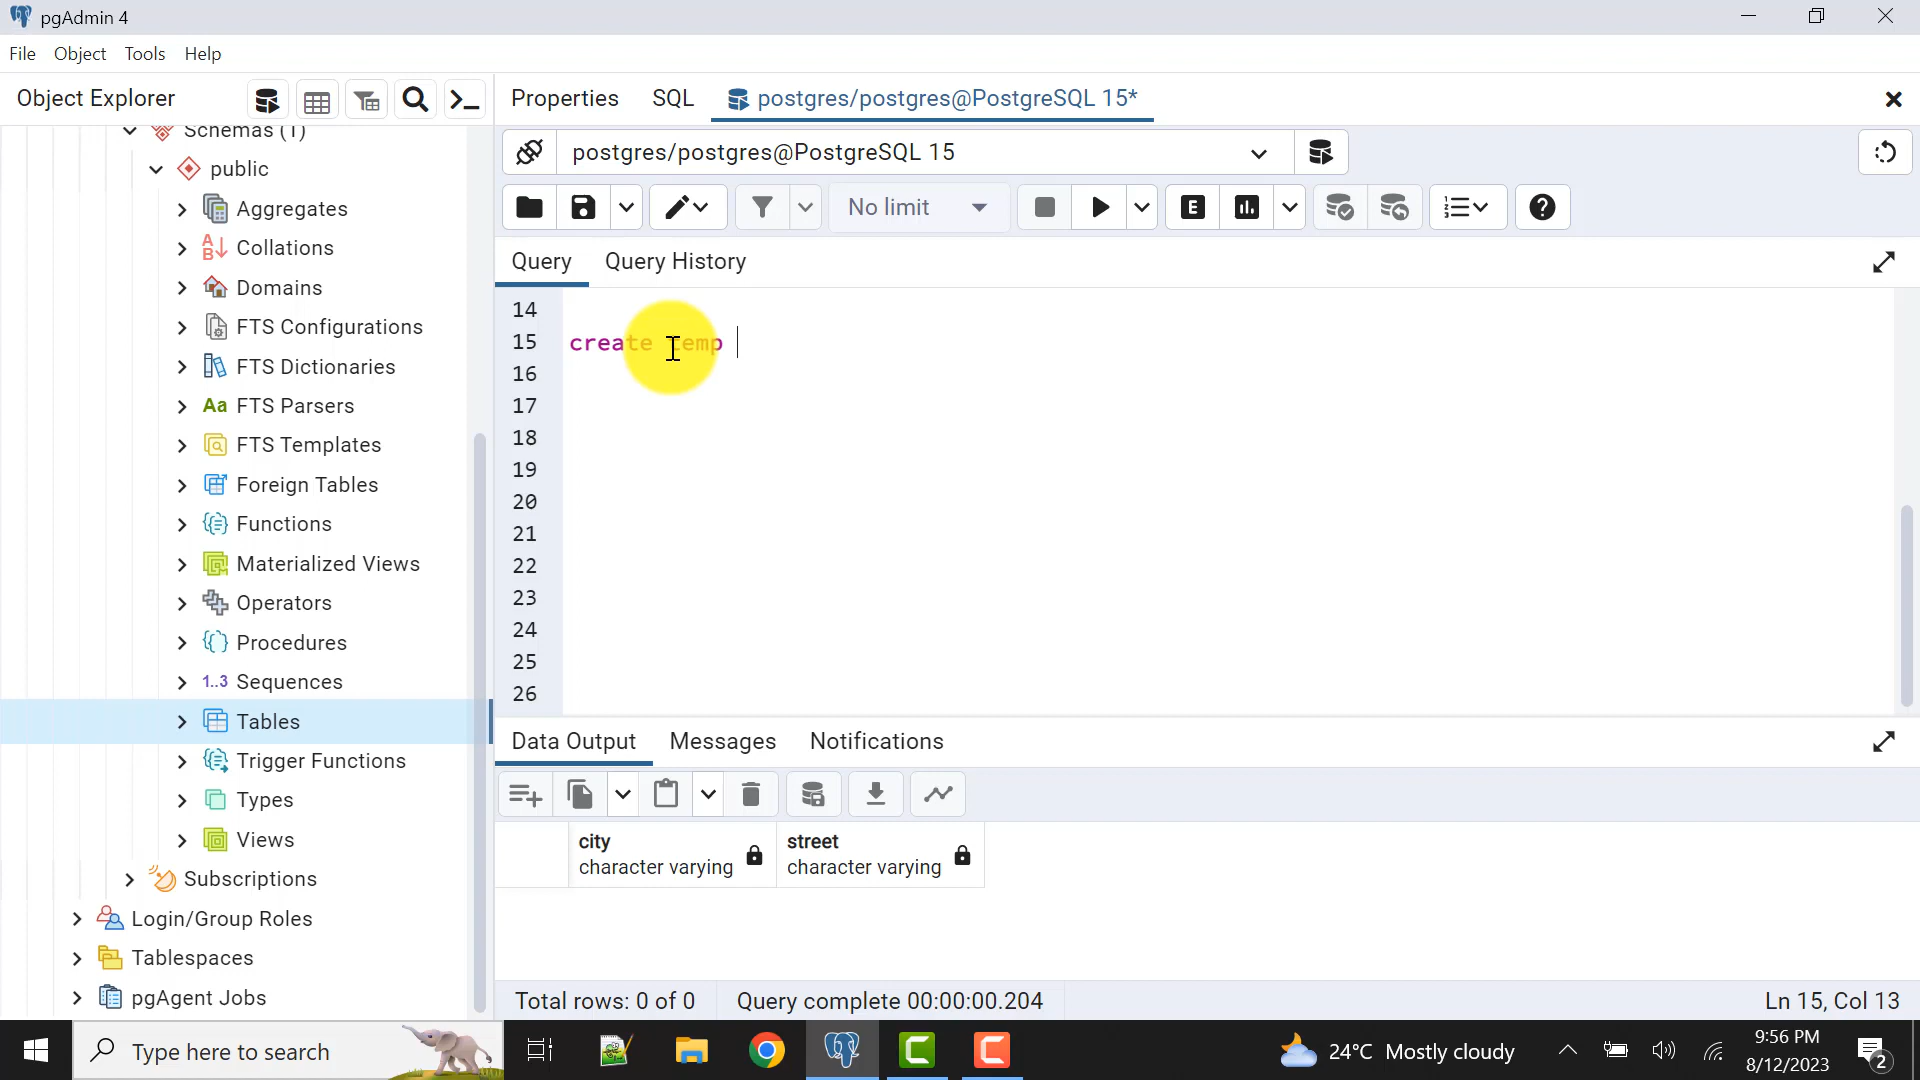 pgAdmin 4
File Object Tools Help
Object Explorer
Properties SQL postgres/postgres@PostgreSQL 15*
Schemas (1)
public
Aggregates
Collations
Domains
FTS Configurations
FTS Dictionaries
Aa FTS Parsers
FTS Templates
Foreign Tables
Functions
Materialized Views
Operators
Procedures
1..3 Sequences
Tables
Trigger Functions
Types
Views
Subscriptions
Login/Group Roles
Tablespaces
pgAgent Jobs
postgres/postgres@PostgreSQL 15
No limit
E
Query Query History
14
15 create temp
16
17
18
19
20
21
22
23
24
25
26
Data Output Messages Notifications
city street
character varying character varying
Total rows: 0 of 0 Query complete 00:00:00.204 Ln 15, Col 13
Type here to search
24°C Mostly cloudy
9:56 PM
8/12/2023
2